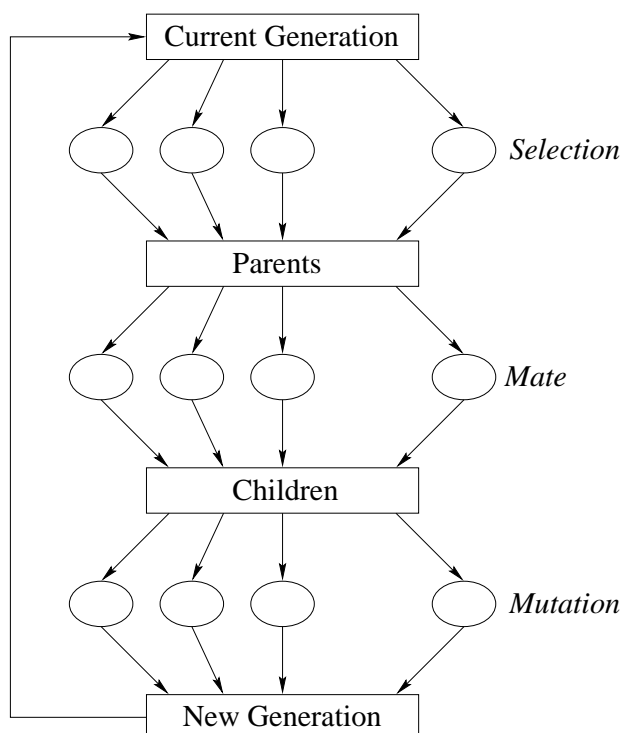 Current Generation
Selection
Parents
Mate
Children
Mutation
New Generation